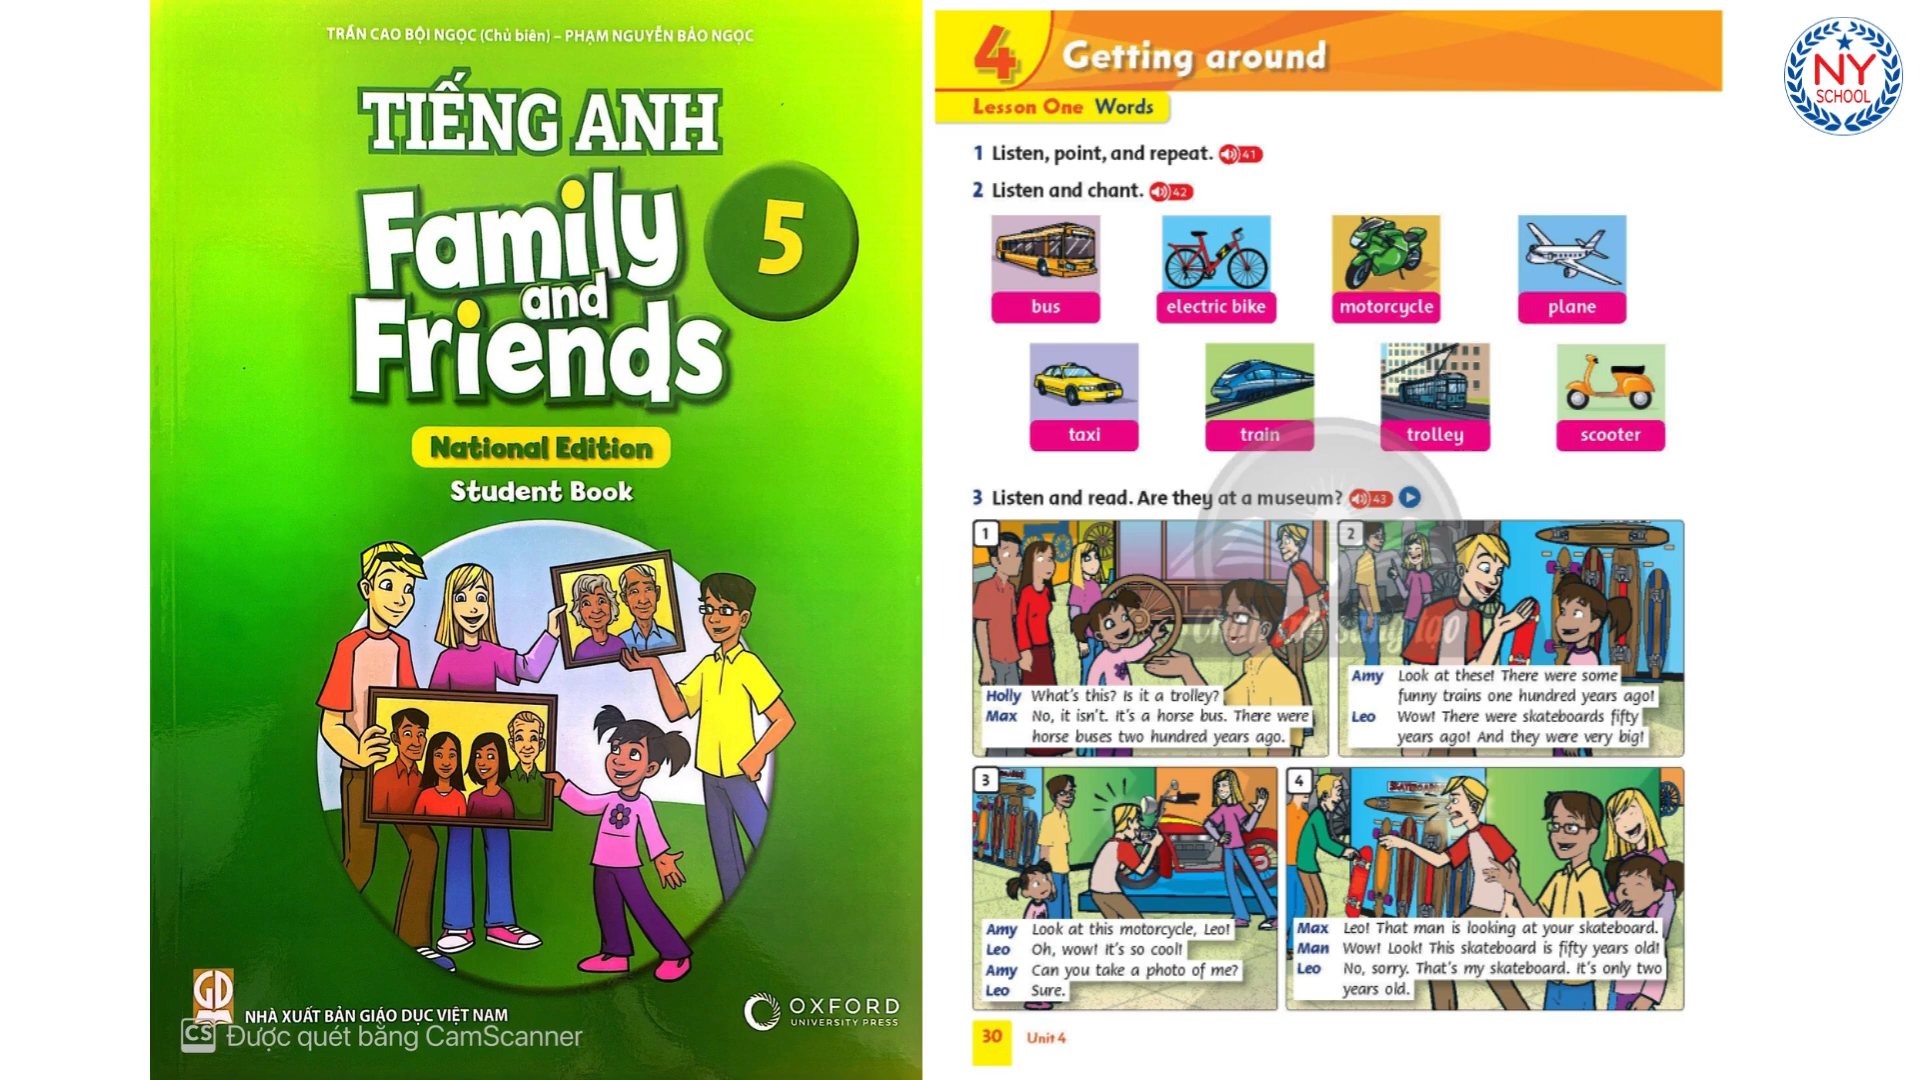 TRẦN CAO BỘI NGỌC (Chủ biên) – PHẠM NGUYỄN BẢO NGỌC
TIẾNG ANH
Family
and
Friends
5
National Edition
Student Book
GD
NHÀ XUẤT BẢN GIÁO DỤC VIỆT NAM
OXFORD
UNIVERSITY PRESS
CS Được quét bằng CamScanner
4 Getting around
Lesson One Words
1 Listen, point, and repeat. 41
2 Listen and chant. 42
bus
electric bike
motorcycle
plane
taxi
train
trolley
scooter
3 Listen and read. Are they at a museum? 43
1
Holly What's this? Is it a trolley?
Max No, it isn't. It's a horse bus. There were
horse buses two hundred years ago.
2
Amy Look at these! There were some
funny trains one hundred years ago!
Leo Wow! There were skateboards fifty
years ago! And they were very big!
3
Amy Look at this motorcycle, Leo!
Leo Oh, wow! It's so cool!
Amy Can you take a photo of me?
Leo Sure.
4
SKATEBOARDS
Max Leo! That man is looking at your skateboard.
Man Wow! Look! This skateboard is fifty years old!
Leo No, sorry. That's my skateboard. It's only two
years old.
30 Unit 4
NY
SCHOOL